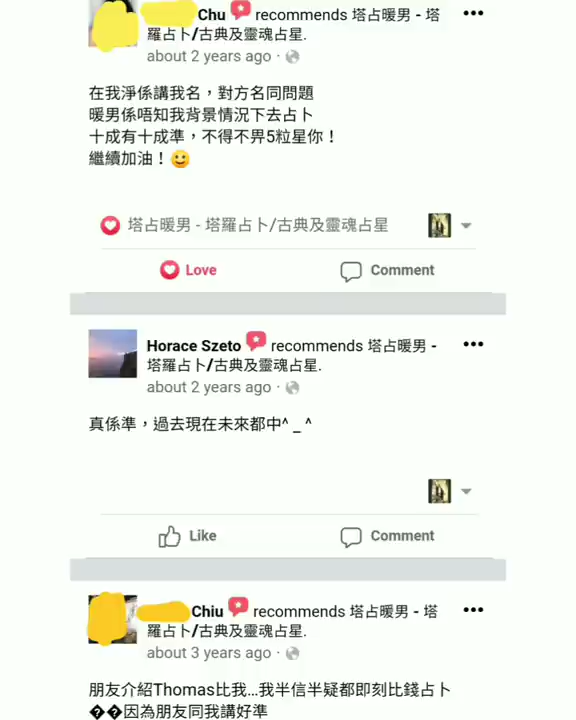 Chu recommends 塔占暖男 - 塔
羅占卜/古典及靈魂占星.
about 2 years ago ·
在我淨係講我名，對方名同問題
暖男係唔知我背景情況下去占卜
十成有十成準，不得不畀5粒星你！
繼續加油！😀
塔占暖男 - 塔羅占卜/古典及靈魂占星
Love Comment
Horace Szeto recommends 塔占暖男 -
塔羅占卜/古典及靈魂占星.
about 2 years ago ·
真係準，過去現在未來都中^ _ ^
Like Comment
Chiu recommends 塔占暖男 - 塔
羅占卜/古典及靈魂占星.
about 3 years ago ·
朋友介紹Thomas比我...我半信半疑都即刻比錢占卜
��因為朋友同我講好準